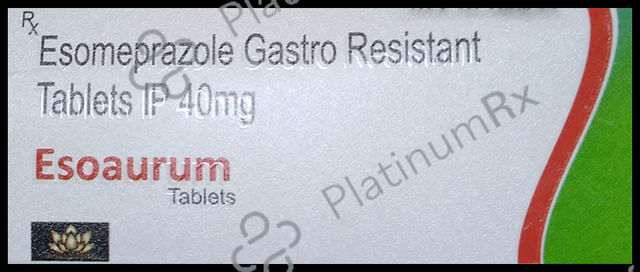 Rx
Esomeprazole Gastro Resistant
Tablets IP 40mg
Esoaurum
Tablets
PlatinumRx